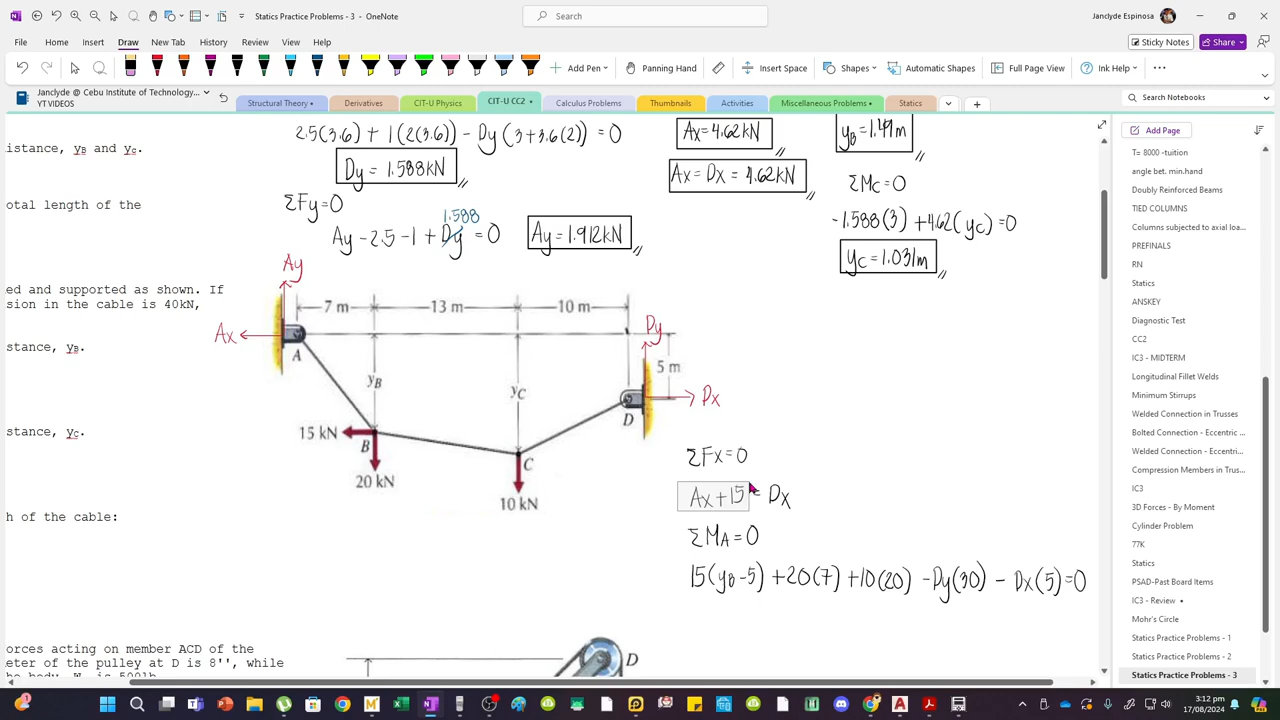 Statics Practice Problems - 3 - OneNote
Search
Janclyde Espinosa
File Home Insert Draw New Tab History Review View Help
Sticky Notes
Share
Add Pen
Panning Hand
Insert Space
Shapes
Automatic Shapes
Full Page View
Ink Help
Janclyde @ Cebu Institute of Technology...
YT VIDEOS
Structural Theory
Derivatives
CIT-U Physics
CIT-U CC2
Calculus Problems
Thumbnails
Activities
Miscellaneous Problems
Statics
Search Notebooks
Add Page
T= 8000 -tuition
angle bet. min.hand
Doubly Reinforced Beams
TIED COLUMNS
Columns subjected to axial loa...
PREFINALS
RN
Statics
ANSKEY
Diagnostic Test
CC2
IC3 - MIDTERM
Longitudinal Fillet Welds
Minimum Stirrups
Welded Connection in Trusses
Bolted Connection - Eccentric ...
Welded Connection - Eccentri...
Compression Members in Trus...
IC3
3D Forces - By Moment
Cylinder Problem
77K
Statics
PSAD-Past Board Items
IC3 - Review
Mohr's Circle
Statics Practice Problems - 1
Statics Practice Problems - 2
Statics Practice Problems - 3
istance, yB and yc.
otal length of the
ed and supported as shown. If
sion in the cable is 40kN,
stance, yB.
stance, yc.
h of the cable:
orces acting on member ACD of the
eter of the pulley at D is 8'', while
2.5(3.6) + 1(2(3.6)) - Dy(3+3.6(2)) = 0
Dy = 1.588kN
ΣFy=0
1.588
Ay - 2.5 - 1 + Dy = 0
Ay = 1.912kN
Ax = 4.62kN
Ax = Dx = 4.62kN
yB = 1.49m
ΣMc = 0
-1.588(3) + 4.62(yc) = 0
yc = 1.031m
Ay
7 m
13 m
10 m
Ax
A
yB
yC
Dy
5 m
Dx
D
15 kN
B
20 kN
C
10 kN
ΣFx = 0
Ax + 15 = Dx
ΣMA = 0
15(yB-5) + 20(7) + 10(20) - Dy(30) - Dx(5) = 0
D
3:12 pm
17/08/2024